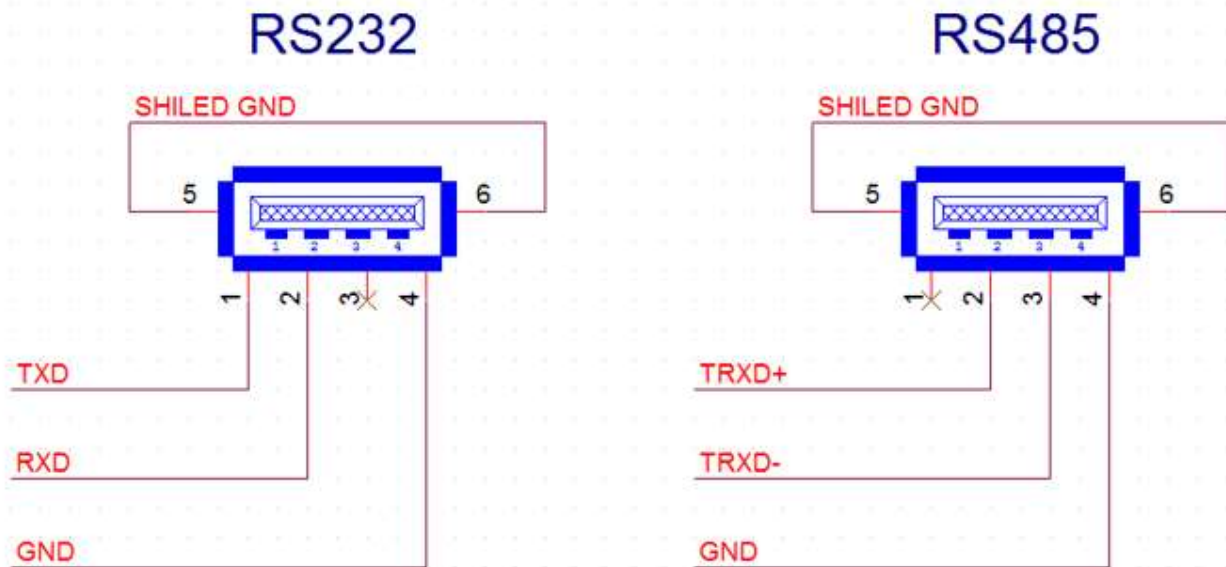 RS232 RS485
SHILED GND SHILED GND
5 6 5 6
1 2 3 4 1 2 3 4
1 2 3 4 1 2 3 4
TXD TRXD+
RXD TRXD-
GND GND